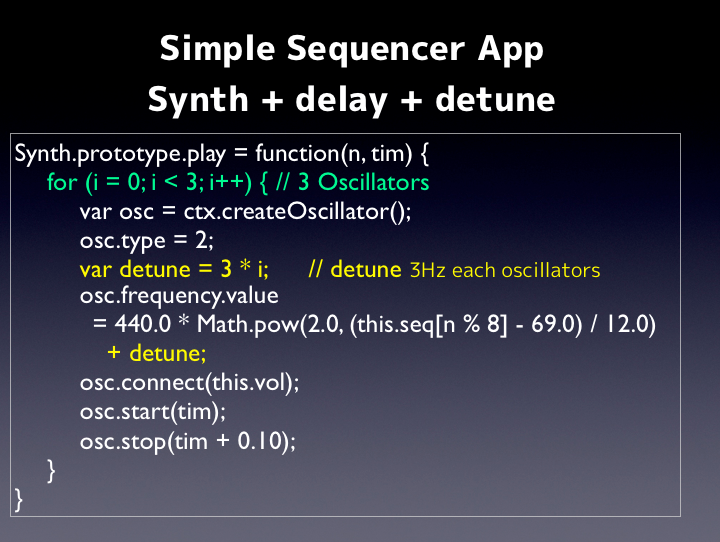 Simple Sequencer App
Synth + delay + detune
Synth.prototype.play = function(n, tim) {
for (i = 0; i < 3; i++) { // 3 Oscillators
var osc = ctx.createOscillator();
osc.type = 2;
var detune = 3 * i; // detune 3Hz each oscillators
osc.frequency.value
= 440.0 * Math.pow(2.0, (this.seq[n % 8] - 69.0) / 12.0)
+ detune;
osc.connect(this.vol);
osc.start(tim);
osc.stop(tim + 0.10);
}
}